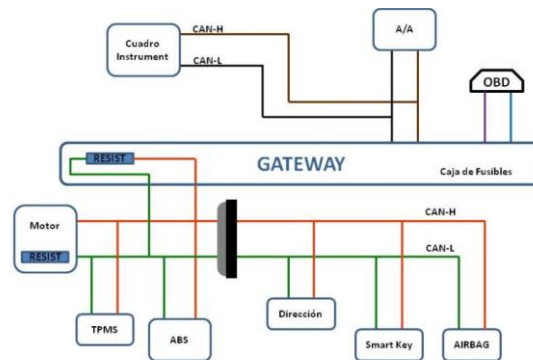 CAN-H
A/A
Cuadro
Instrument
CAN-L
OBD
RESIST
GATEWAY
Caja de Fusibles
Motor
CAN-H
RESIST
CAN-L
TPMS
ABS
Dirección
Smart Key
AIRBAG